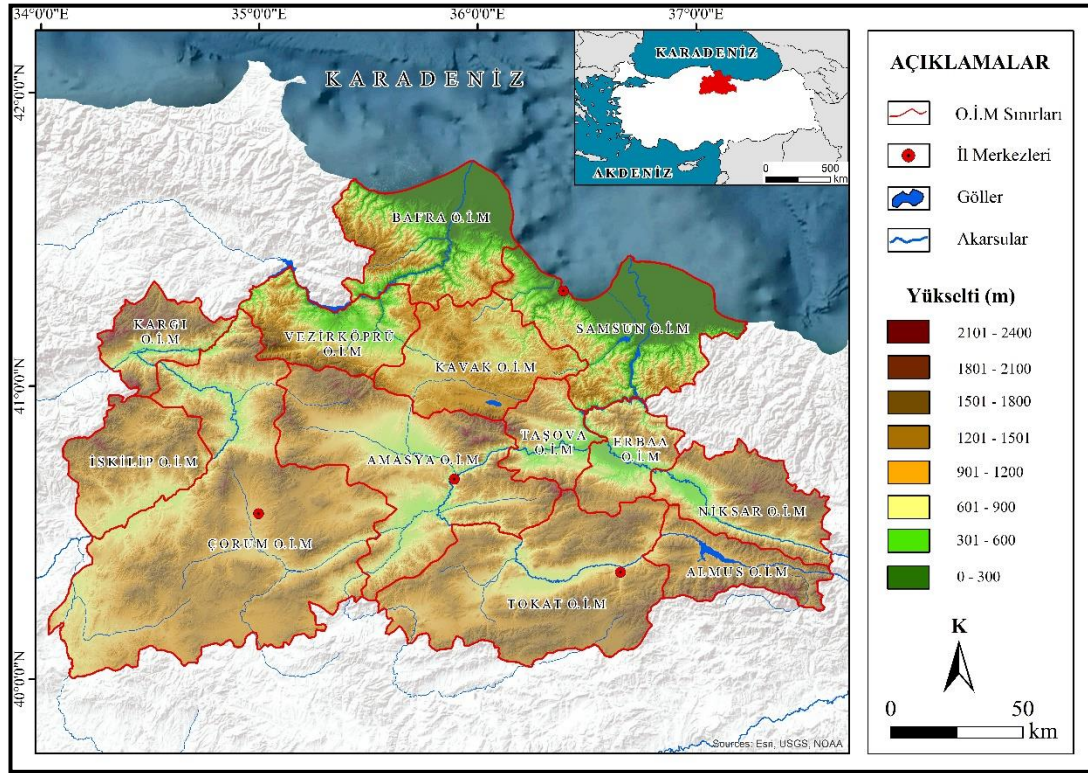 34°0'0"E 35°0'0"E 36°0'0"E 37°0'0"E
42°0'0"N
41°0'0"N
40°0'0"N
KARADENİZ
KARADENİZ
AKDENİZ
0 500
km
BAFRA O.İ.M
SAMSUN O.İ.M
KARGI
O.İ.M
VEZİRKÖPRÜ
O.İ.M
KAVAK O.İ.M
TAŞOVA
O.İ.M
ERBAA
O.İ.M
İSKİLİP O.İ.M
AMASYA O.İ.M
NİKSAR O.İ.M
ÇORUM O.İ.M
ALMUS O.İ.M
TOKAT O.İ.M
Sources: Esri, USGS, NOAA
AÇIKLAMALAR
O.İ.M Sınırları
İl Merkezleri
Göller
Akarsular
Yükselti (m)
2101 - 2400
1801 - 2100
1501 - 1800
1201 - 1501
901 - 1200
601 - 900
301 - 600
0 - 300
K
0 50
km